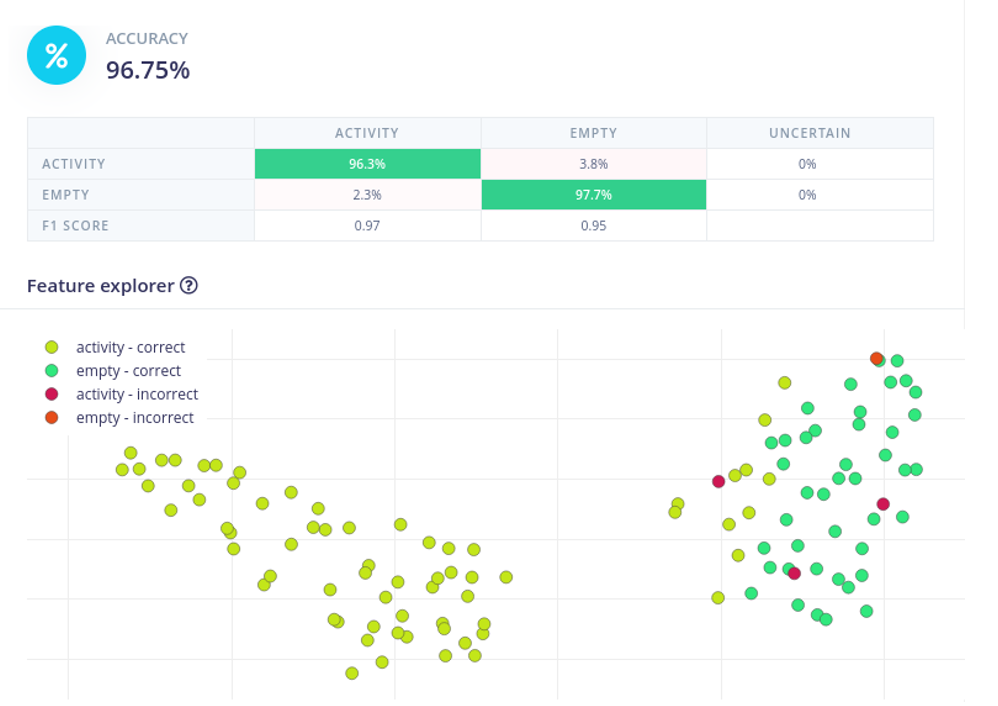 %
ACCURACY
96.75%
ACTIVITY EMPTY UNCERTAIN
ACTIVITY 96.3% 3.8% 0%
EMPTY 2.3% 97.7% 0%
F1 SCORE 0.97 0.95
Feature explorer ?
activity - correct
empty - correct
activity - incorrect
empty - incorrect